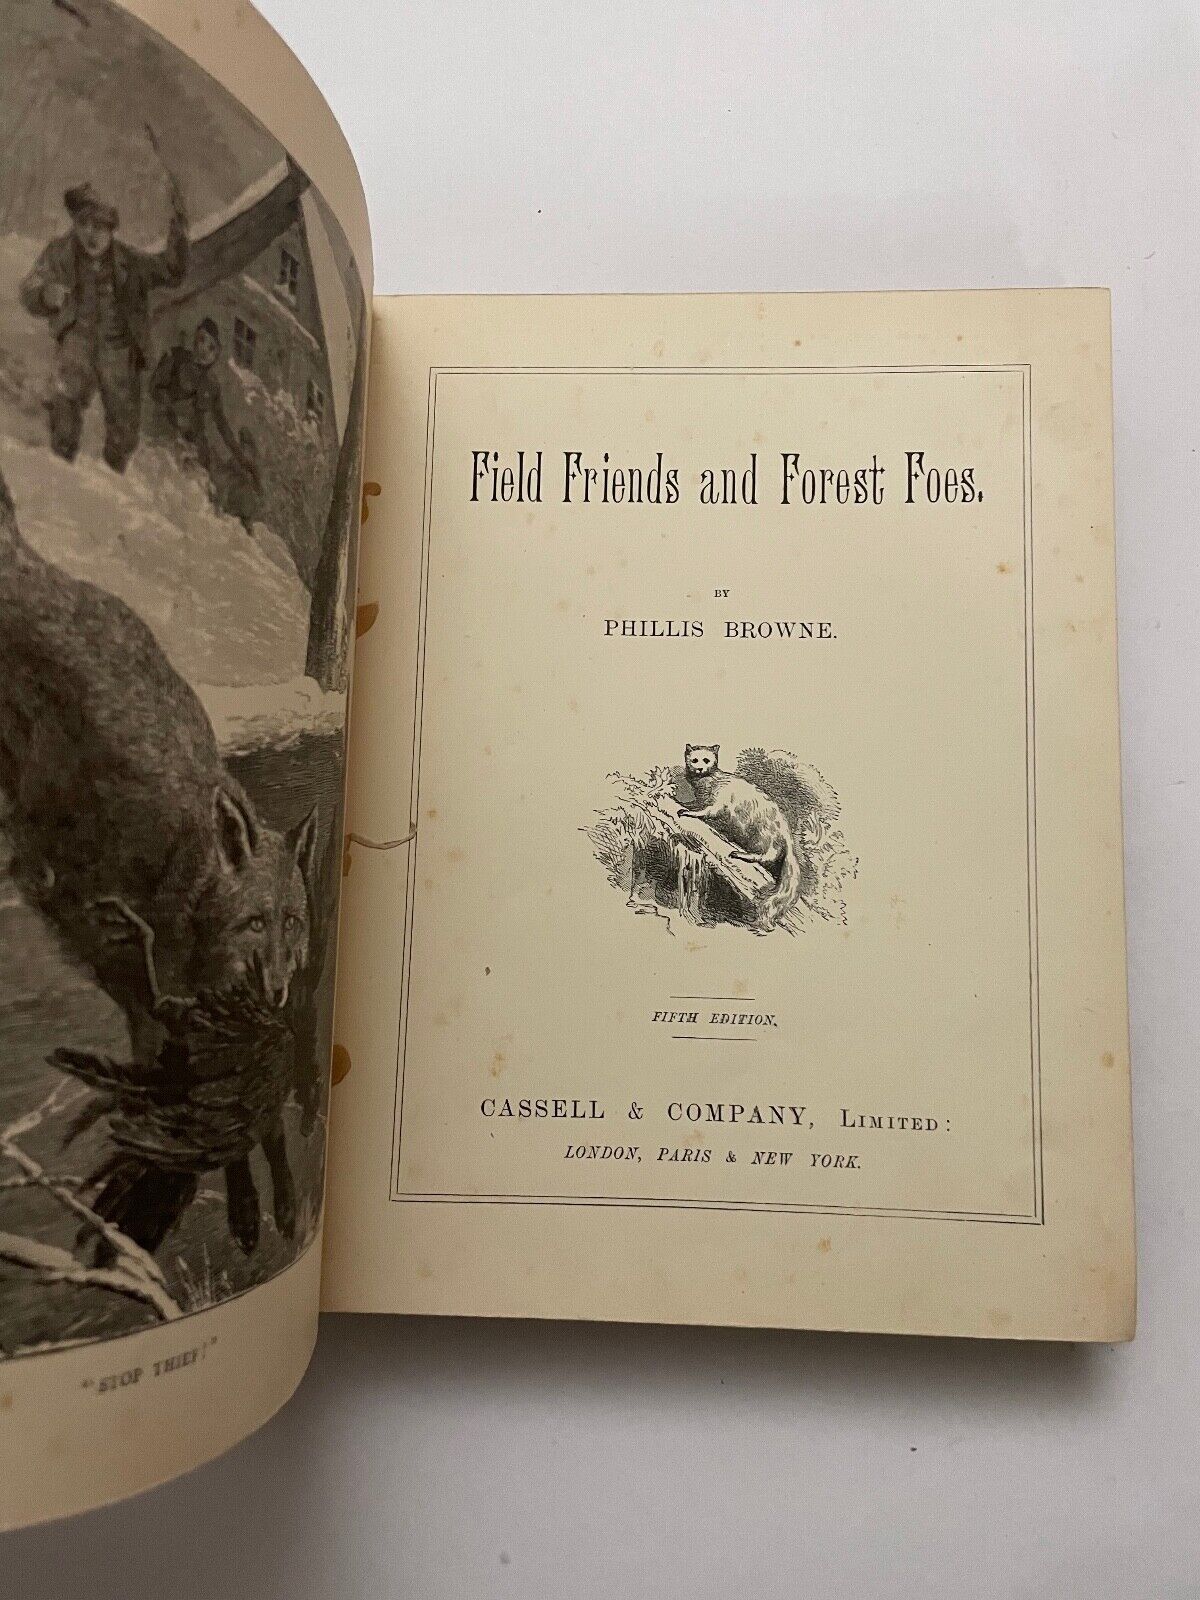 "STOP THIEF!"
Field Friends and Forest Foes.
BY
PHILLIS BROWNE.
FIFTH EDITION.
CASSELL & COMPANY, LIMITED:
LONDON, PARIS & NEW YORK.